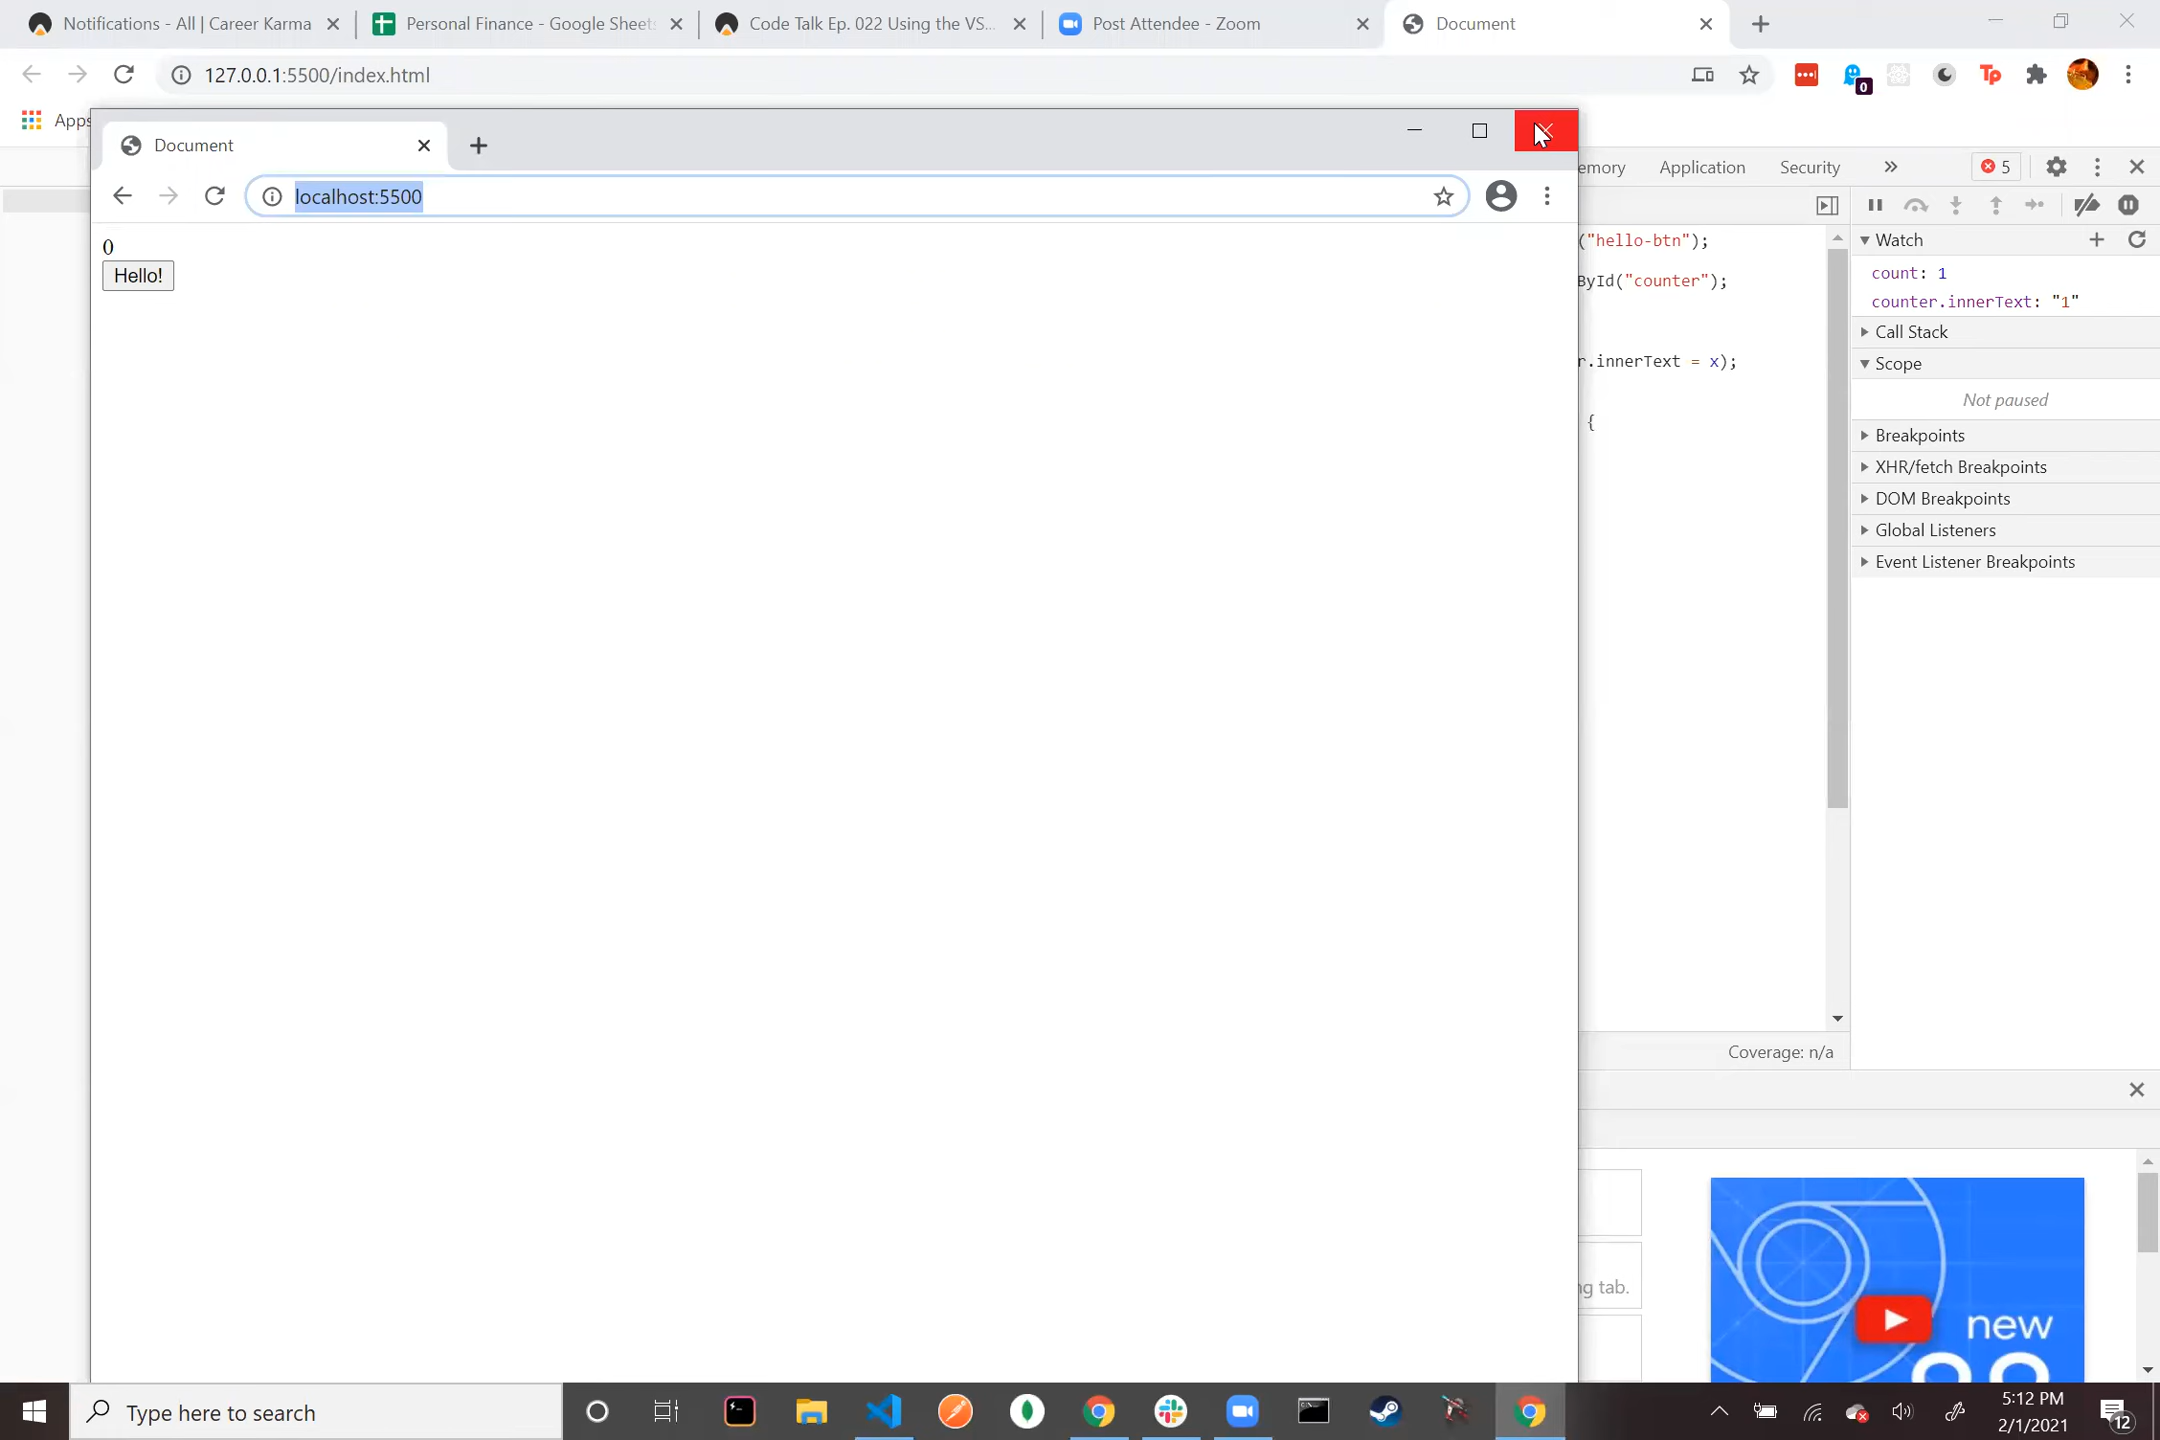 Notifications - All | Career Karma
Personal Finance - Google Sheets
Code Talk Ep. 022 Using the VS...
Post Attendee - Zoom
Document
127.0.0.1:5500/index.html
0
Apps
Document
localhost:5500
0
Hello!
emory
Application
Security
5
("hello-btn");
ById("counter");
r.innerText = x);
{
Watch
count: 1
counter.innerText: "1"
Call Stack
Scope
Not paused
Breakpoints
XHR/fetch Breakpoints
DOM Breakpoints
Global Listeners
Event Listener Breakpoints
Coverage: n/a
ng tab.
new
Type here to search
5:12 PM
2/1/2021
12